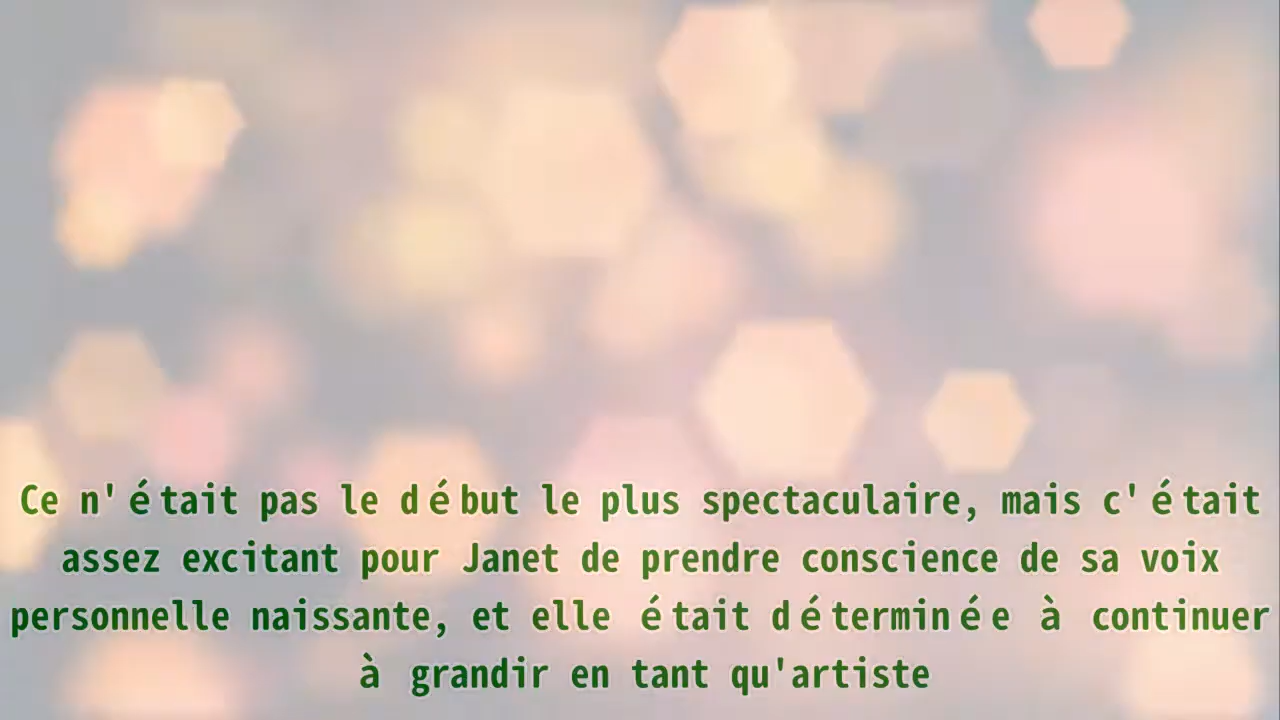 Ce n'était pas le début le plus spectaculaire, mais c'était
assez excitant pour Janet de prendre conscience de sa voix
personnelle naissante, et elle était déterminée à continuer
à grandir en tant qu'artiste